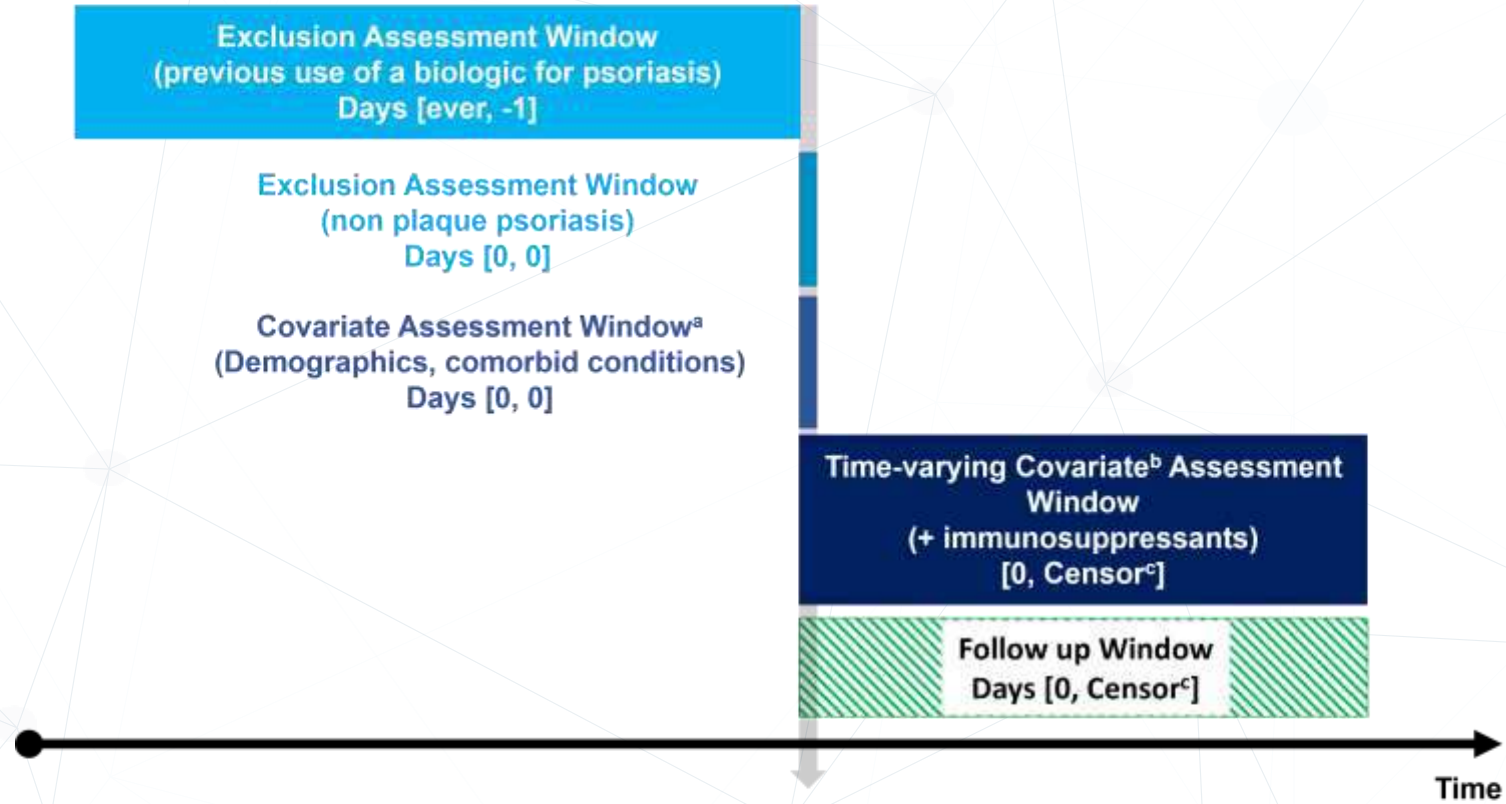 Exclusion Assessment Window
(previous use of a biologic for psoriasis)
Days [ever, -1]
Exclusion Assessment Window
(non plaque psoriasis)
Days [0, 0]
Covariate Assessment Windowᵃ
(Demographics, comorbid conditions)
Days [0, 0]
Time-varying Covariateᵇ Assessment
Window
(+ immunosuppressants)
[0, Censorᶜ]
Follow up Window
Days [0, Censorᶜ]
Time